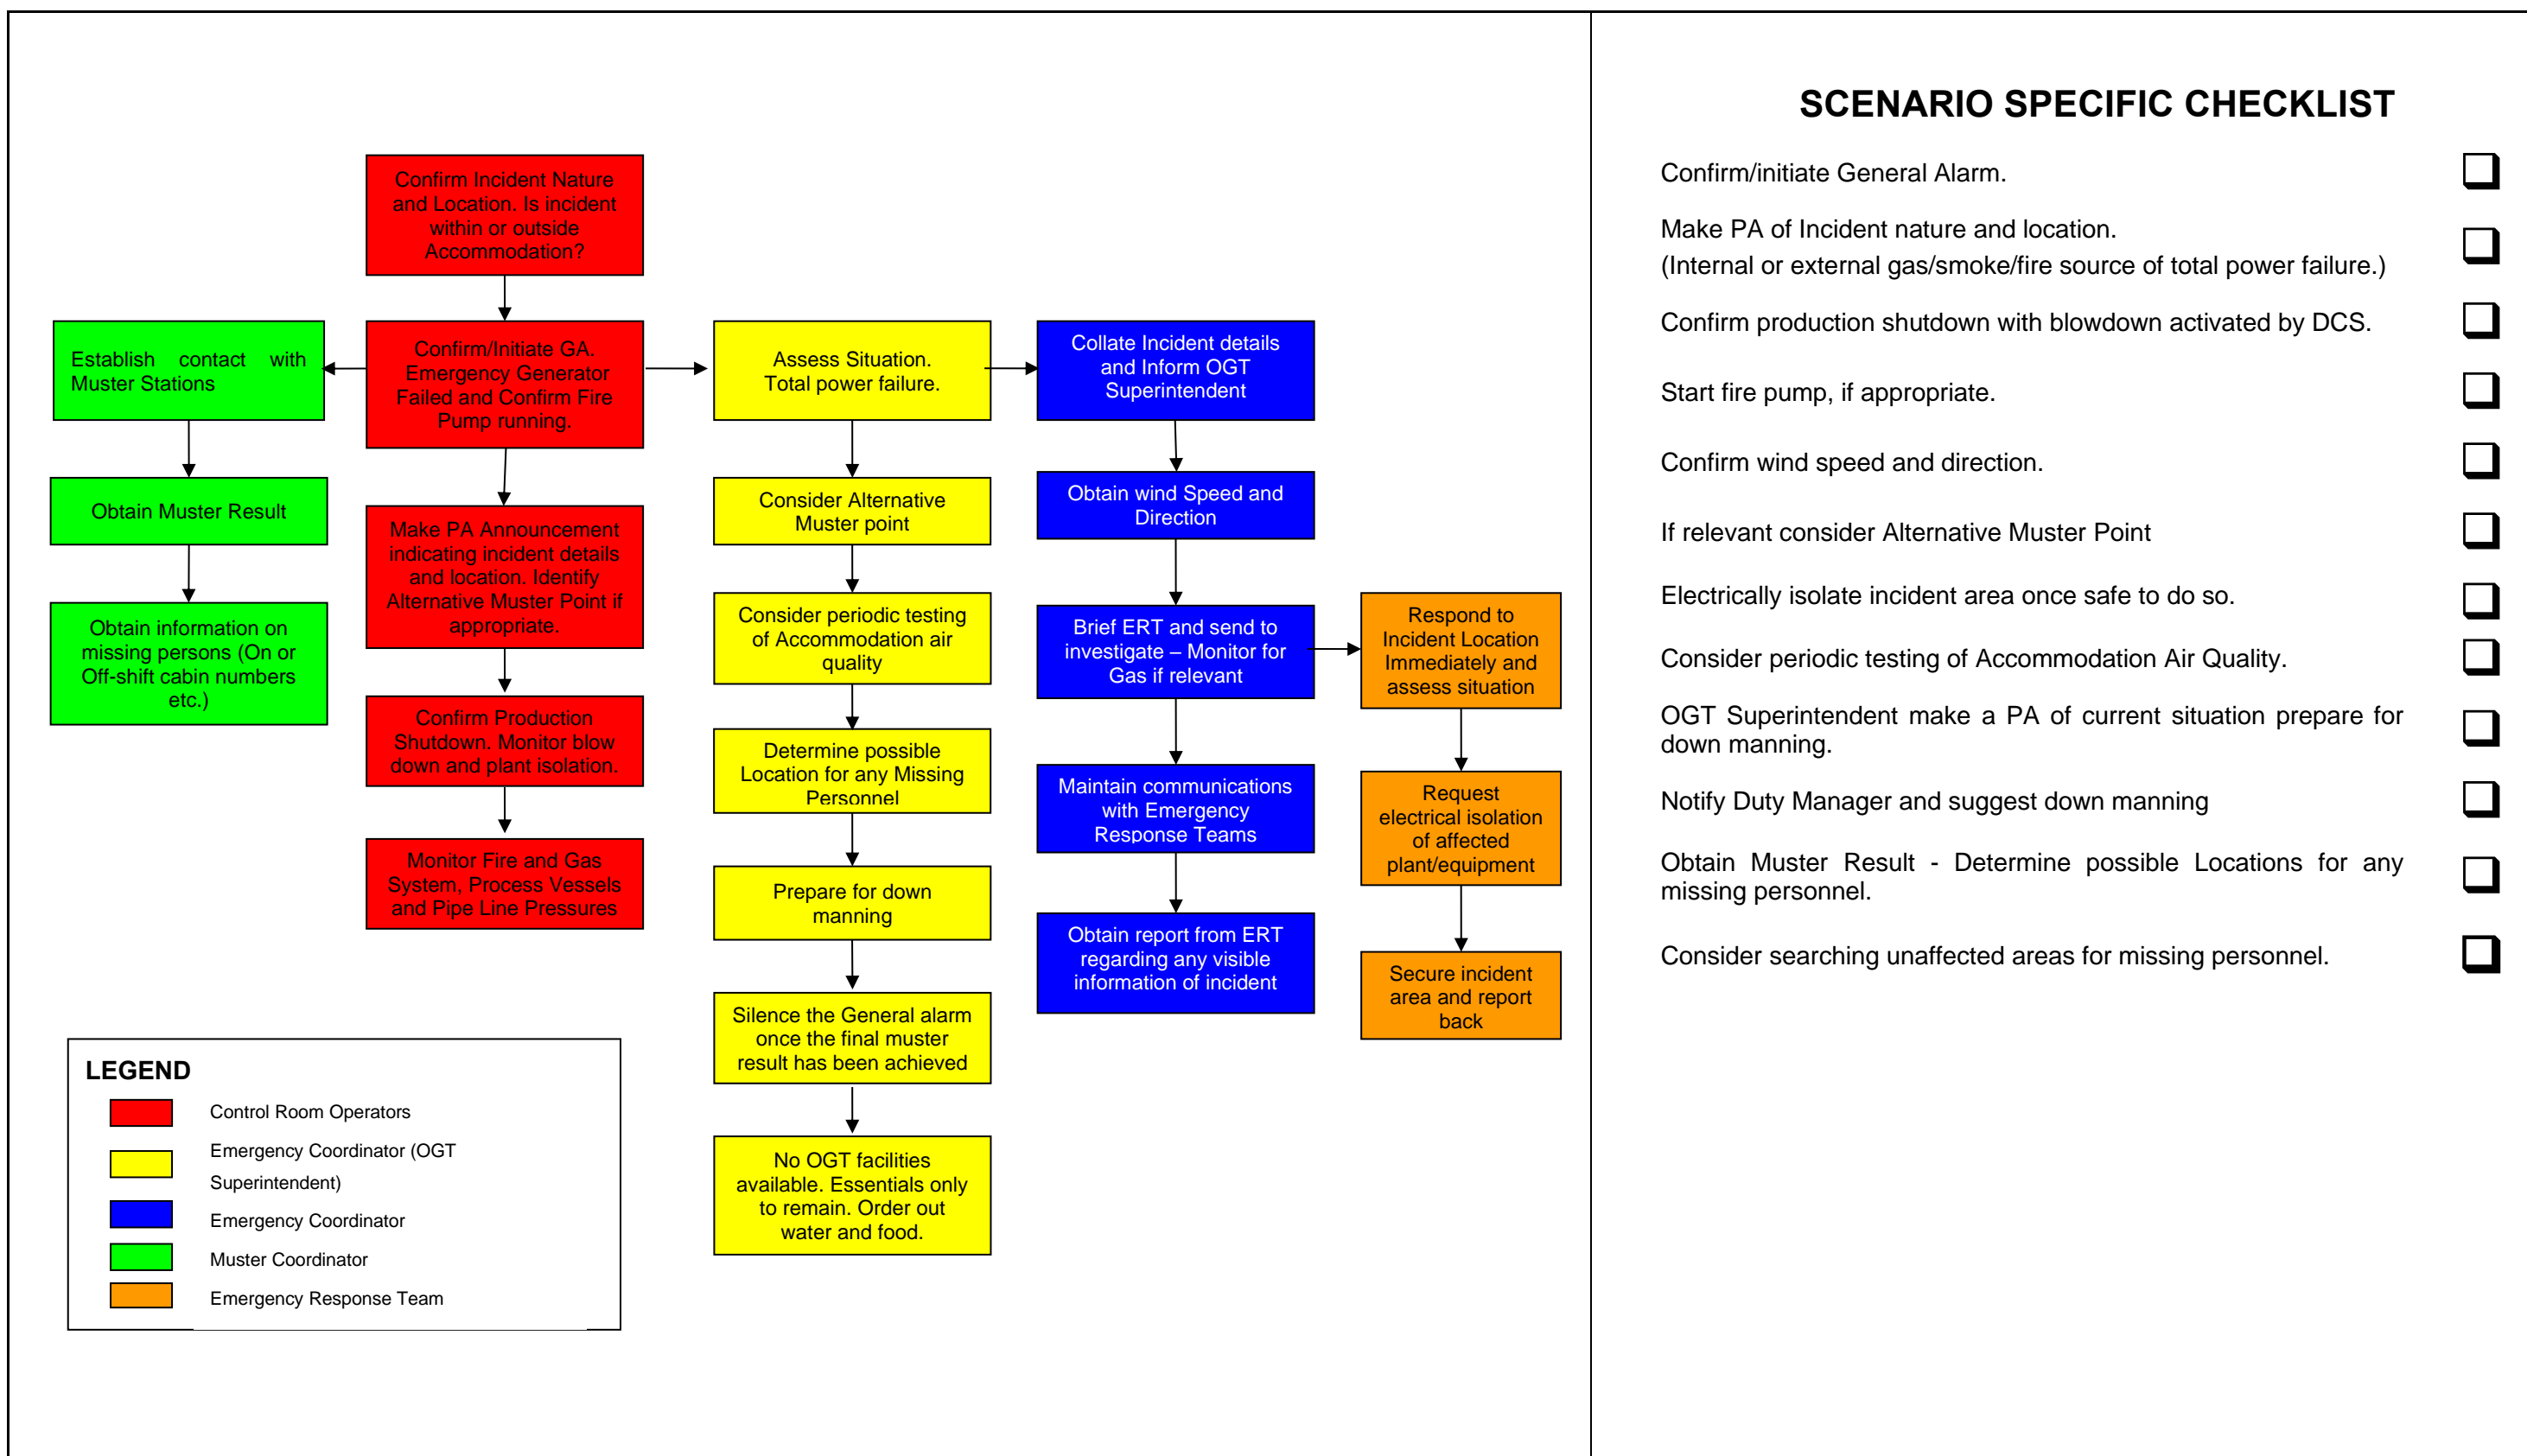 Confirm Incident Nature
and Location. Is incident
within or outside
Accommodation?
Establish contact with
Muster Stations
Confirm/Initiate GA.
Emergency Generator
Failed and Confirm Fire
Pump running.
Assess Situation.
Total power failure.
Collate Incident details
and Inform OGT
Superintendent
Obtain Muster Result
Make PA Announcement
indicating incident details
and location. Identify
Alternative Muster Point if
appropriate.
Consider Alternative
Muster point
Obtain wind Speed and
Direction
Obtain information on
missing persons (On or
Off-shift cabin numbers
etc.)
Consider periodic testing
of Accommodation air
quality
Brief ERT and send to
investigate – Monitor for
Gas if relevant
Respond to
Incident Location
Immediately and
assess situation
Confirm Production
Shutdown. Monitor blow
down and plant isolation.
Determine possible
Location for any Missing
Personnel
Maintain communications
with Emergency
Response Teams
Request
electrical isolation
of affected
plant/equipment
Monitor Fire and Gas
System, Process Vessels
and Pipe Line Pressures
Prepare for down
manning
Obtain report from ERT
regarding any visible
information of incident
Secure incident
area and report
back
Silence the General alarm
once the final muster
result has been achieved
No OGT facilities
available. Essentials only
to remain. Order out
water and food.
LEGEND
Control Room Operators
Emergency Coordinator (OGT
Superintendent)
Emergency Coordinator
Muster Coordinator
Emergency Response Team
SCENARIO SPECIFIC CHECKLIST
Confirm/initiate General Alarm.
Make PA of Incident nature and location.
(Internal or external gas/smoke/fire source of total power failure.)
Confirm production shutdown with blowdown activated by DCS.
Start fire pump, if appropriate.
Confirm wind speed and direction.
If relevant consider Alternative Muster Point
Electrically isolate incident area once safe to do so.
Consider periodic testing of Accommodation Air Quality.
OGT Superintendent make a PA of current situation prepare for
down manning.
Notify Duty Manager and suggest down manning
Obtain Muster Result - Determine possible Locations for any
missing personnel.
Consider searching unaffected areas for missing personnel.